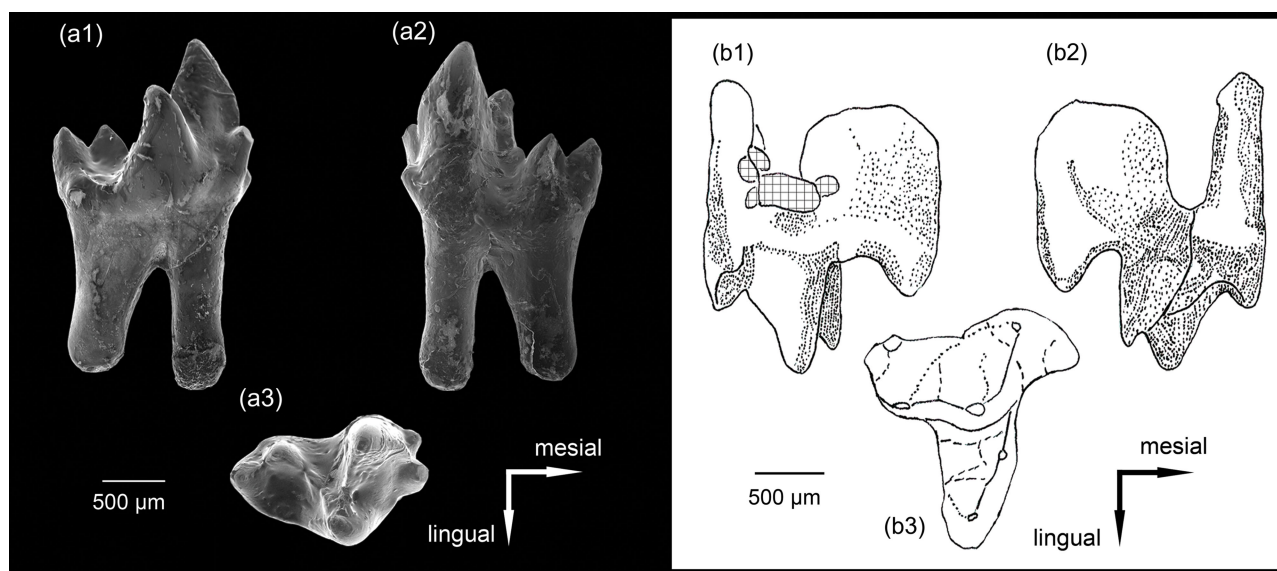 (a1)
(a2)
(a3)
500 µm
mesial
lingual
(b1)
(b2)
(b3)
500 µm
mesial
lingual